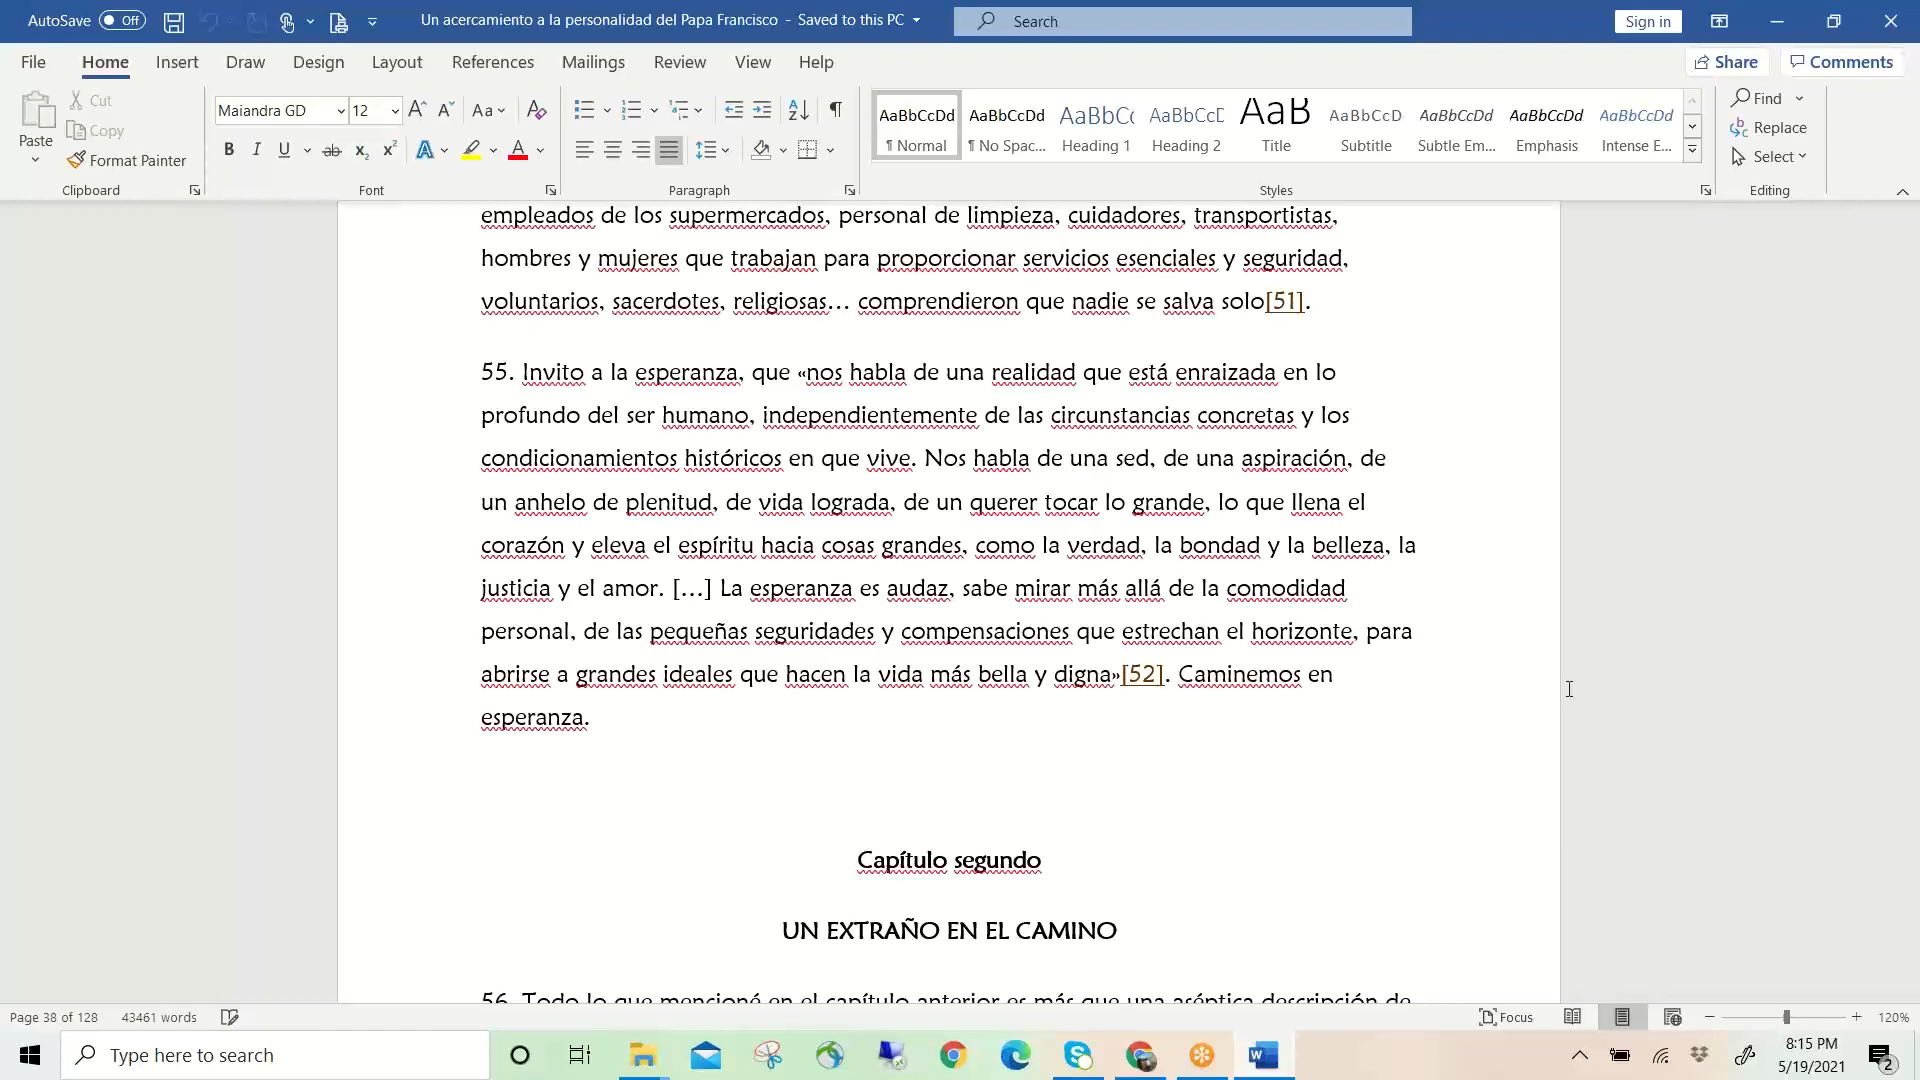 AutoSave Off Un acercamiento a la personalidad del Papa Francisco - Saved to this PC Search Sign in
File Home Insert Draw Design Layout References Mailings Review View Help Share Comments
Paste Cut Copy Format Painter Clipboard
Maiandra GD 12 Aa Font
Paragraph
AaBbCcDd AaBbCcDd AaBbCc AaBbCcD AaB AaBbCcD AaBbCcDd AaBbCcDd AaBbCcDd
¶ Normal ¶ No Spac... Heading 1 Heading 2 Title Subtitle Subtle Em... Emphasis Intense E...
Styles
Find
Replace
Select
Editing
empleados de los supermercados, personal de limpieza, cuidadores, transportistas,
hombres y mujeres que trabajan para proporcionar servicios esenciales y seguridad,
voluntarios, sacerdotes, religiosas… comprendieron que nadie se salva solo[51].
55. Invito a la esperanza, que «nos habla de una realidad que está enraizada en lo
profundo del ser humano, independientemente de las circunstancias concretas y los
condicionamientos históricos en que vive. Nos habla de una sed, de una aspiración, de
un anhelo de plenitud, de vida lograda, de un querer tocar lo grande, lo que llena el
corazón y eleva el espíritu hacia cosas grandes, como la verdad, la bondad y la belleza, la
justicia y el amor. […] La esperanza es audaz, sabe mirar más allá de la comodidad
personal, de las pequeñas seguridades y compensaciones que estrechan el horizonte, para
abrirse a grandes ideales que hacen la vida más bella y digna»[52]. Caminemos en
esperanza.
Capítulo segundo
UN EXTRAÑO EN EL CAMINO
56. Todo lo que mencioné en el capítulo anterior es más que una aséptica descripción de
Page 38 of 128 43461 words Focus 120%
Type here to search
8:15 PM
5/19/2021
2